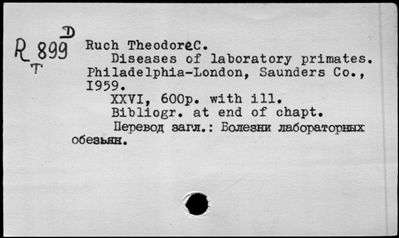 D
R 899
T
Ruch TheodoreC.
Diseases of laboratory primates.
Philadelphia-London, Saunders Co.,
I959.
XXVI, 600p. with ill.
Bibliogr. at end of chapt.
Перевод загл.: Болезни лабораторных
обезьян.